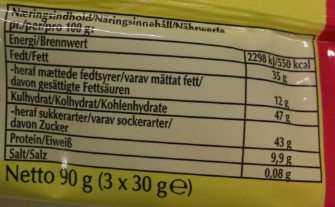 Næringsindhold/Näringsinnehåll/Nährwerte
pr./per/pro 100 g:
Energi/Brennwert 2298 kJ/550 kcal
Fedt/Fett 35 g
-heraf mættede fedtsyrer/varav mättat fett/
davon gesättigte Fettsäuren 12 g
Kulhydrat/Kolhydrat/Kohlenhydrate 47 g
-heraf sukkerarter/varav sockerarter/
davon Zucker 43 g
Protein/Eiweiß 9,9 g
Salt/Salz 0,08 g
Netto 90 g (3 x 30 g e)